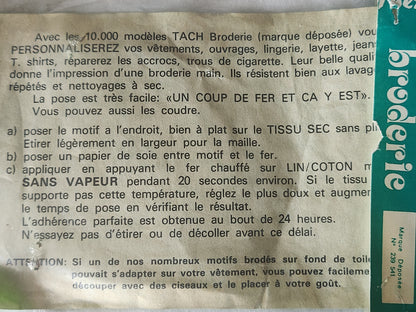 Avec les 10.000 modèles TACH Broderie (marque déposée) vou
PERSONNALISEREZ vos vêtements, ouvrages, lingerie, layette, jean
T. shirts, réparerez les accrocs, trous de cigarette. Leur belle quali
donne l'impression d'une broderie main. Ils résistent bien aux lavag
répétés et nettoyages à sec.
La pose est très facile: «UN COUP DE FER ET CA Y EST».
Vous pouvez aussi les coudre.
a) poser le motif a l'endroit, bien à plat sur le TISSU SEC sans pli
Etirer légèrement en largeur pour la maille.
b) poser un papier de soie entre motif et le fer.
c) appliquer en appuyant le fer chauffé sur LIN/COTON m
SANS VAPEUR pendant 20 secondes environ. Si le tissu
supporte pas cette température, réglez le plus doux et augmen
le temps de pose en vérifiant le résultat.
L'adhérence parfaite est obtenue au bout de 24 heures.
N'essayez pas d'étirer ou de décoller avant ce délai.
ATTENTION: Si un de nos nombreux motifs brodés sur fond de toile
pouvait s'adapter sur votre vêtement, vous pouvez facileme
découper avec des ciseaux et le placer à votre goût.
broderie
Marque Déposée
N° 239 541